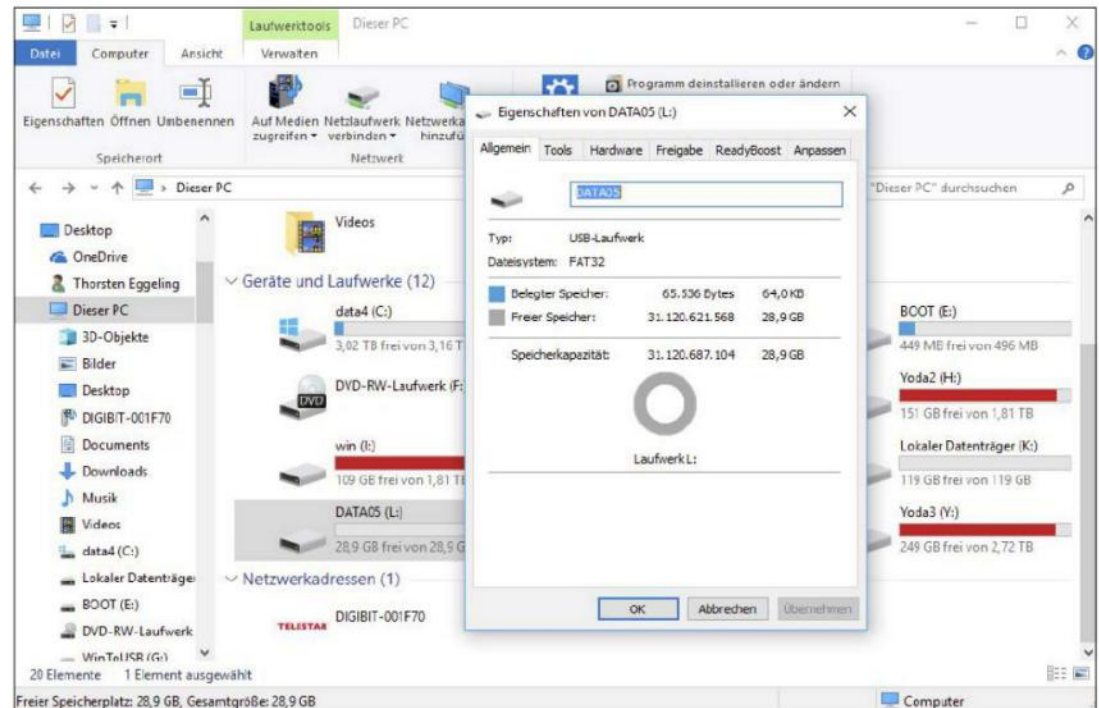 Laufwerktools Dieser PC
Datei Computer Ansicht Verwalten
Eigenschaften Öffnen Umbenennen
Speicherort
Auf Medien zugreifen
Netzlaufwerk verbinden
Netzwerk
Programm deinstallieren oder ändern
Dieser PC
"Dieser PC" durchsuchen
Desktop
OneDrive
Thorsten Eggeling
Dieser PC
3D-Objekte
Bilder
Desktop
DIGIBIT-001F70
Documents
Downloads
Musik
Videos
data4 (C:)
Lokaler Datenträge
BOOT (E:)
DVD-RW-Laufwerk
WinToUSB (G:)
Videos
Geräte und Laufwerke (12)
data4 (C:)
3,02 TB frei von 3,16 T
DVD-RW-Laufwerk (F:
DVD
win (I:)
109 GB frei von 1,81 TE
DATA05 (L:)
28,9 GB frei von 28,9 G
Netzwerkadressen (1)
TELESTAR
DIGIBIT-001F70
BOOT (E:)
449 MB frei von 496 MB
Yoda2 (H:)
151 GB frei von 1,81 TB
Lokaler Datenträger (K:)
119 GB frei von 119 GB
Yoda3 (Y:)
249 GB frei von 2,72 TB
Eigenschaften von DATA05 (L:)
Allgemein Tools Hardware Freigabe ReadyBoost Anpassen
DATA05
Typ: USB-Laufwerk
Dateisystem: FAT32
Belegter Speicher: 65.536 Bytes 64,0 KB
Freier Speicher: 31.120.621.568 28,9 GB
Speicherkapazität: 31.120.687.104 28,9 GB
Laufwerk L:
OK Abbrechen Übernehmen
20 Elemente 1 Element ausgewählt
Freier Speicherplatz: 28,9 GB, Gesamtgröße: 28,9 GB
Computer